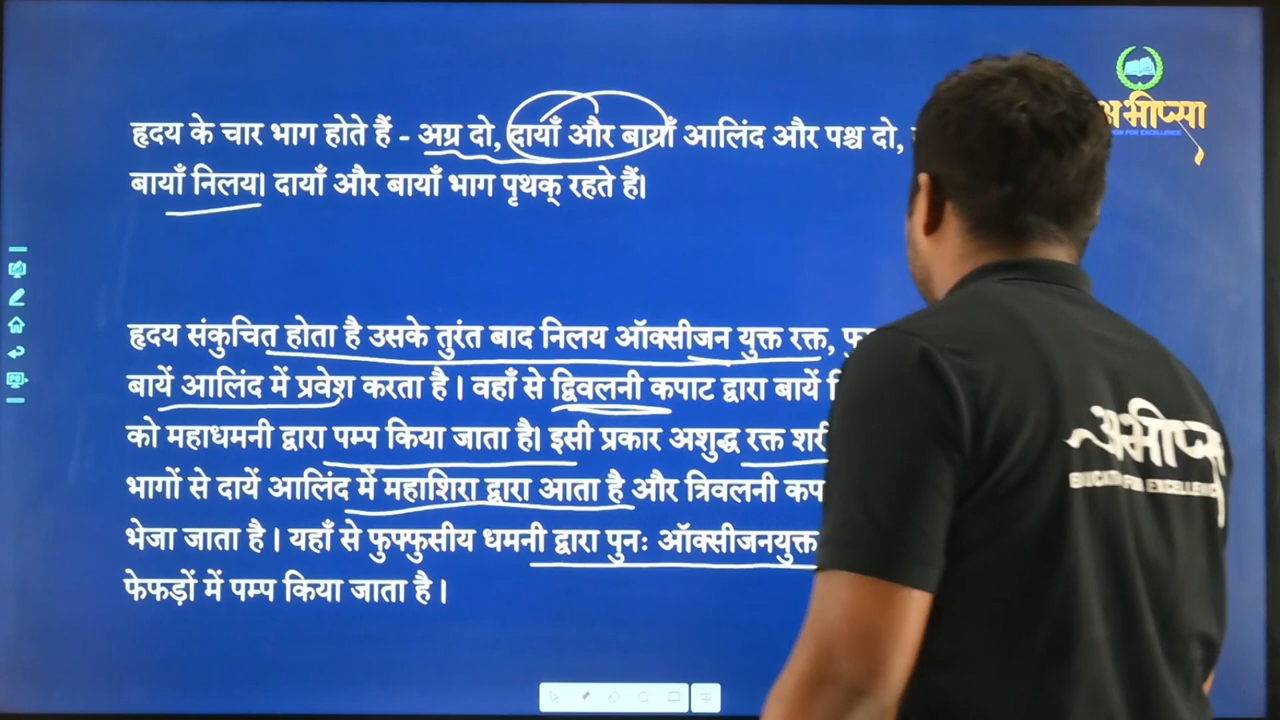 अभीप्सा
हृदय के चार भाग होते हैं - अग्र दो, दायाँ और बायाँ आलिंद और पश्च दो,
बायाँ निलय। दायाँ और बायाँ भाग पृथक् रहते हैं।
हृदय संकुचित होता है उसके तुरंत बाद निलय ऑक्सीजन युक्त रक्त,
बायें आलिंद में प्रवेश करता है। वहाँ से द्विवलनी कपाट द्वारा बायें
को महाधमनी द्वारा पम्प किया जाता है। इसी प्रकार अशुद्ध रक्त
भागों से दायें आलिंद में महाशिरा द्वारा आता है और त्रिवलनी
भेजा जाता है। यहाँ से फुफ्फुसीय धमनी द्वारा पुनः ऑक्सीजनयुक्त
फेफड़ों में पम्प किया जाता है।
अभीप्सा